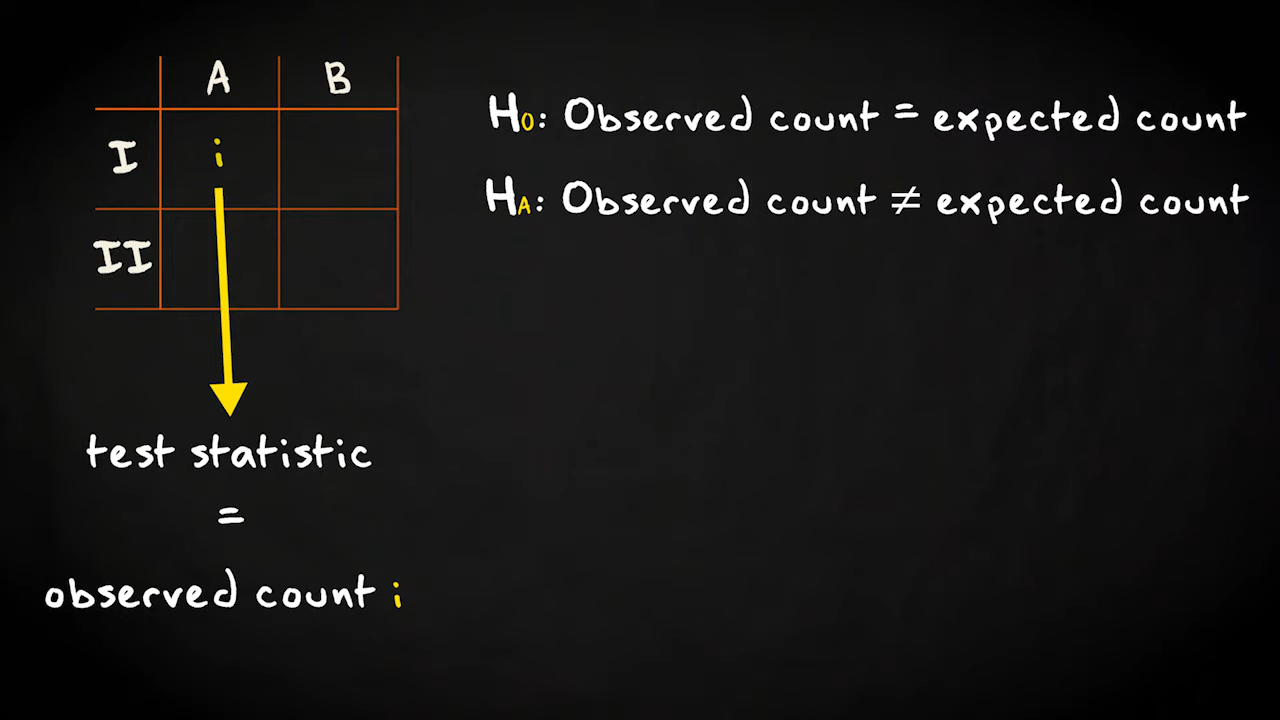 A B
I i
II
H0: Observed count = expected count
HA: Observed count ≠ expected count
test statistic
=
observed count i